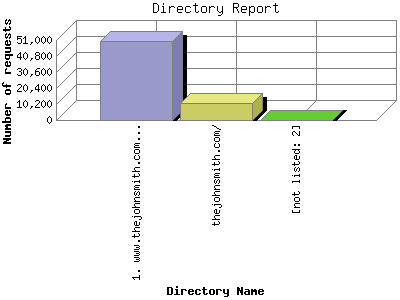 Directory Report
Number of requests
51,000
40,800
30,600
20,400
10,200
0
1. www.thejohnsmith.com...
thejohnsmith.com/
[not listed: 2]
Directory Name